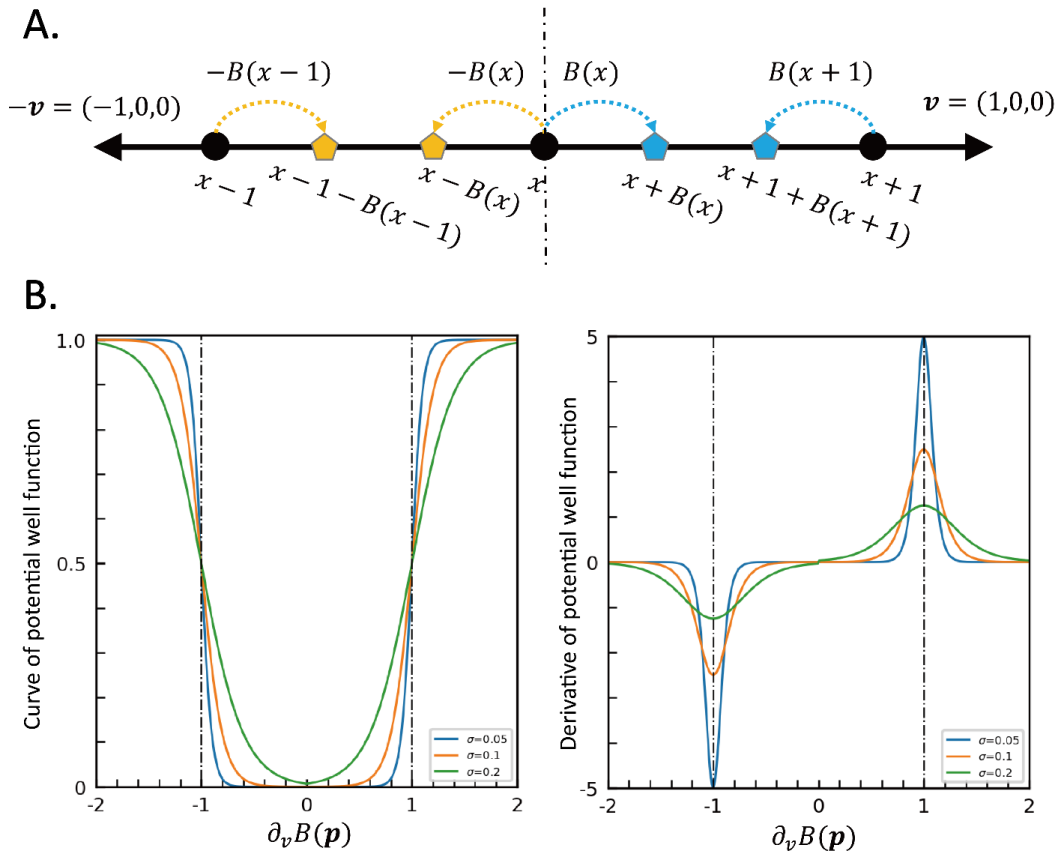 A.
−B(x − 1)
−B(x)
B(x)
B(x + 1)
−v = (−1,0,0)
v = (1,0,0)
x − 1
x − 1 − B(x − 1)
x − B(x)
x
x + B(x)
x + 1 + B(x + 1)
x + 1
B.
Curve of potential well function
1.0
0.5
0
-2
-1
0
1
2
σ=0.05
σ=0.1
σ=0.2
∂vB(p)
Derivative of potential well function
5
0
-5
-2
-1
0
1
2
σ=0.05
σ=0.1
σ=0.2
∂vB(p)